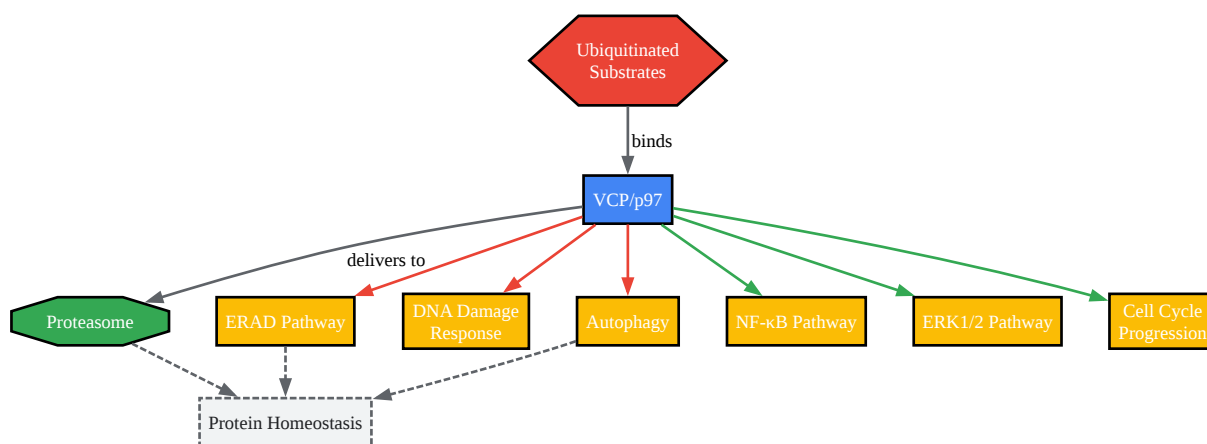 Ubiquitinated
Substrates
binds
VCP/p97
delivers to
Proteasome
ERAD Pathway
DNA Damage
Response
Autophagy
NF-κB Pathway
ERK1/2 Pathway
Cell Cycle
Progression
Protein Homeostasis